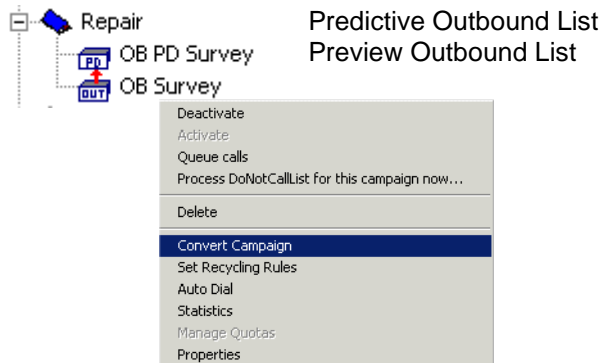 Repair Predictive Outbound List
PD OB PD Survey Preview Outbound List
OUT OB Survey
Deactivate
Activate
Queue calls
Process DoNotCallList for this campaign now...
Delete
Convert Campaign
Set Recycling Rules
Auto Dial
Statistics
Manage Quotas
Properties